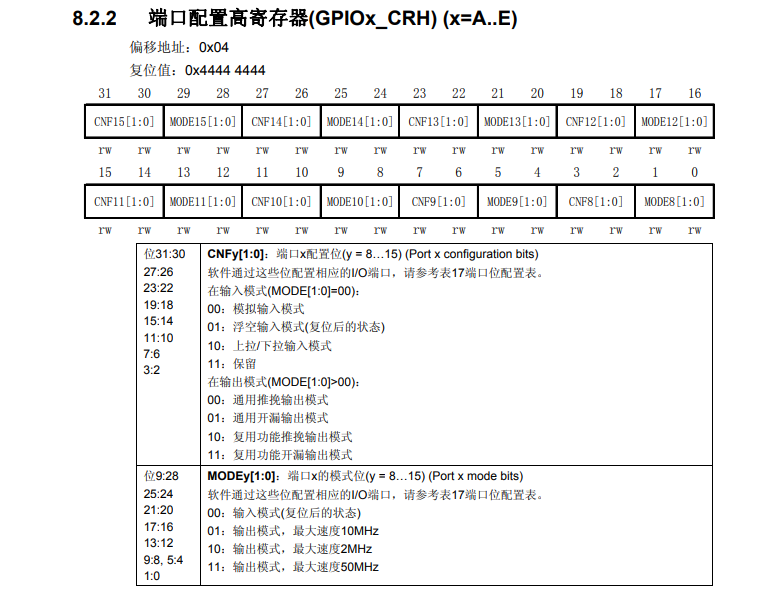 8.2.2 端口配置高寄存器(GPIOx_CRH) (x=A..E)
偏移地址：0x04
复位值：0x4444 4444
31 30 29 28 27 26 25 24 23 22 21 20 19 18 17 16
CNF15[1:0] MODE15[1:0] CNF14[1:0] MODE14[1:0] CNF13[1:0] MODE13[1:0] CNF12[1:0] MODE12[1:0]
rw rw rw rw rw rw rw rw rw rw rw rw rw rw rw rw
15 14 13 12 11 10 9 8 7 6 5 4 3 2 1 0
CNF11[1:0] MODE11[1:0] CNF10[1:0] MODE10[1:0] CNF9[1:0] MODE9[1:0] CNF8[1:0] MODE8[1:0]
rw rw rw rw rw rw rw rw rw rw rw rw rw rw rw rw
位31:30
27:26
23:22
19:18
15:14
11:10
7:6
3:2
CNFy[1:0]：端口x配置位(y = 8…15) (Port x configuration bits)
软件通过这些位配置相应的I/O端口，请参考表17端口位配置表。
在输入模式(MODE[1:0]=00)：
00：模拟输入模式
01：浮空输入模式(复位后的状态)
10：上拉/下拉输入模式
11：保留
在输出模式(MODE[1:0]>00)：
00：通用推挽输出模式
01：通用开漏输出模式
10：复用功能推挽输出模式
11：复用功能开漏输出模式
位9:28
25:24
21:20
17:16
13:12
9:8, 5:4
1:0
MODEy[1:0]：端口x的模式位(y = 8…15) (Port x mode bits)
软件通过这些位配置相应的I/O端口，请参考表17端口位配置表。
00：输入模式(复位后的状态)
01：输出模式，最大速度10MHz
10：输出模式，最大速度2MHz
11：输出模式，最大速度50MHz